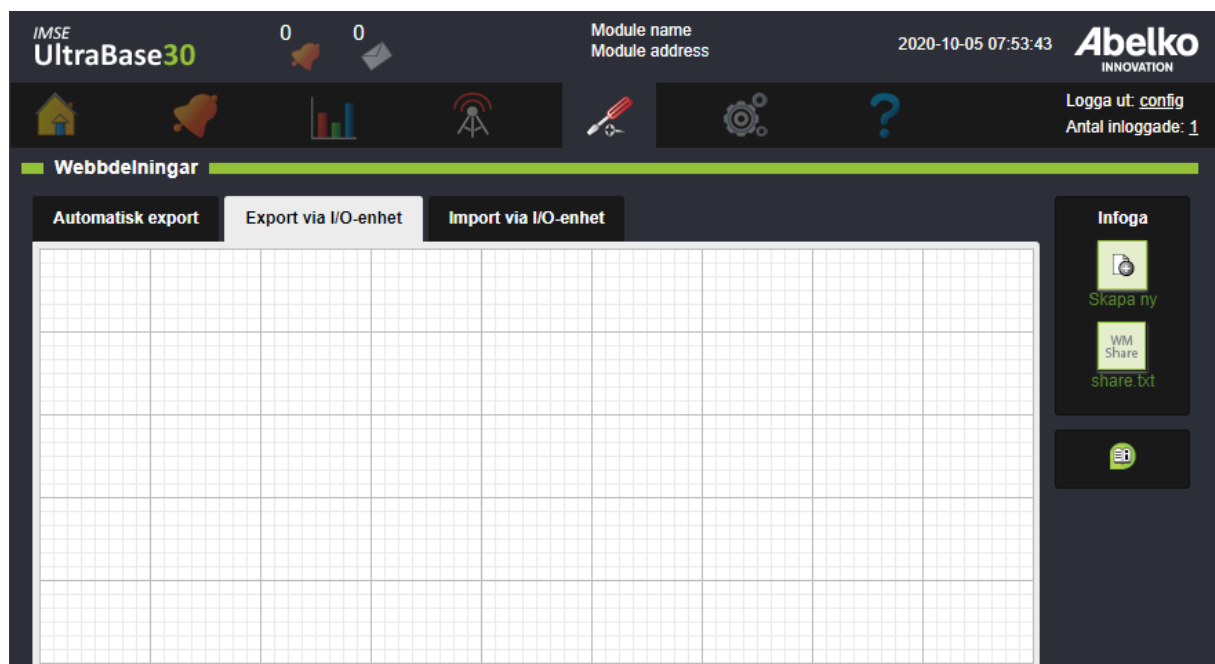 IMSE
UltraBase30
0
0
Module name
Module address
2020-10-05 07:53:43
Abelko
INNOVATION
Logga ut: config
Antal inloggade: 1
Webbdelningar
Automatisk export
Export via I/O-enhet
Import via I/O-enhet
Infoga
Skapa ny
WM
Share
share.txt